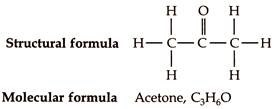 H O H
Structural formula H—C—C—C—H
H H
Molecular formula Acetone, C₃H₆O